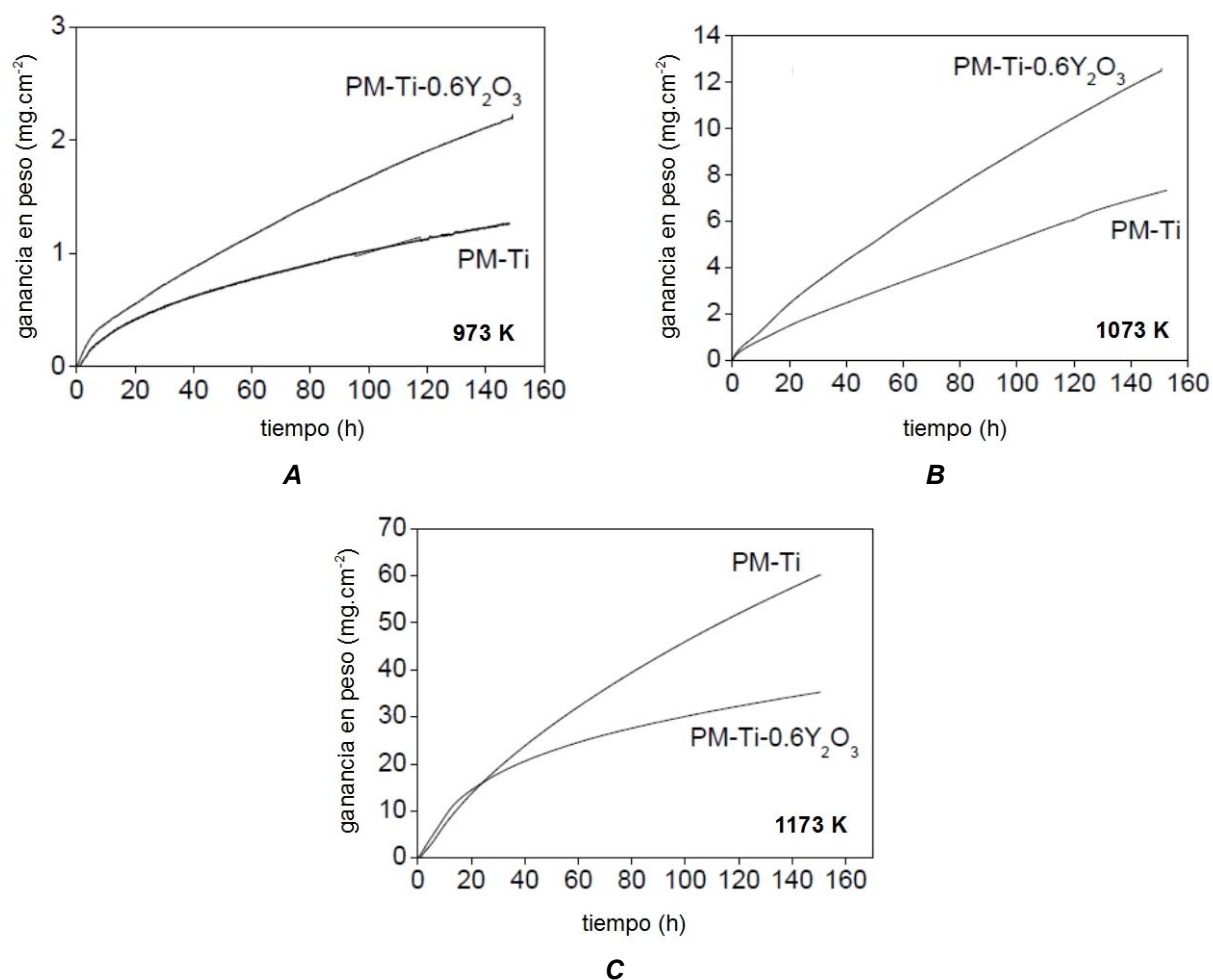 3
2
1
0
ganancia en peso (mg.cm⁻²)
PM-Ti-0.6Y₂O₃
PM-Ti
973 K
0 20 40 60 80 100 120 140 160
tiempo (h)
A
14
12
10
8
6
4
2
0
ganancia en peso (mg.cm⁻²)
PM-Ti-0.6Y₂O₃
PM-Ti
1073 K
0 20 40 60 80 100 120 140 160
tiempo (h)
B
70
60
50
40
30
20
10
0
ganancia en peso (mg.cm⁻²)
PM-Ti
PM-Ti-0.6Y₂O₃
1173 K
0 20 40 60 80 100 120 140 160
tiempo (h)
C